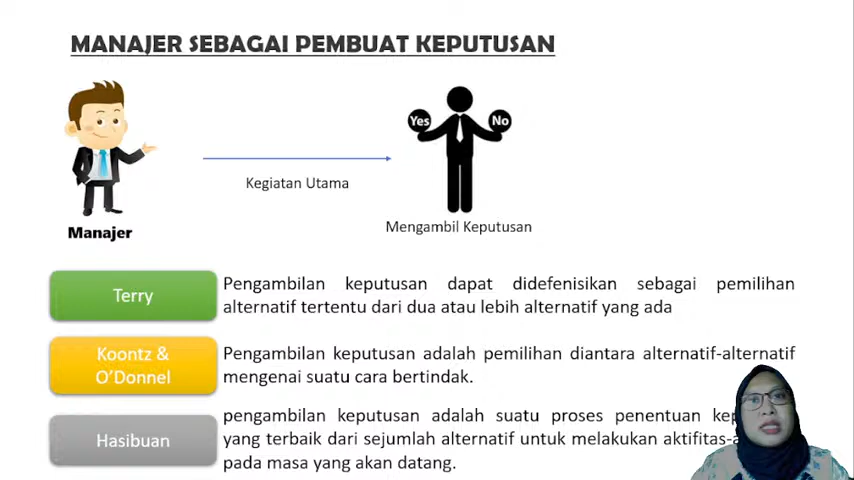 MANAJER SEBAGAI PEMBUAT KEPUTUSAN
Yes
No
Kegiatan Utama
Mengambil Keputusan
Manajer
Terry
Pengambilan keputusan dapat didefenisikan sebagai pemilihan
alternatif tertentu dari dua atau lebih alternatif yang ada
Koontz &
O'Donnel
Pengambilan keputusan adalah pemilihan diantara alternatif-alternatif
mengenai suatu cara bertindak.
Hasibuan
pengambilan keputusan adalah suatu proses penentuan
yang terbaik dari sejumlah alternatif untuk melakukan
pada masa yang akan datang.